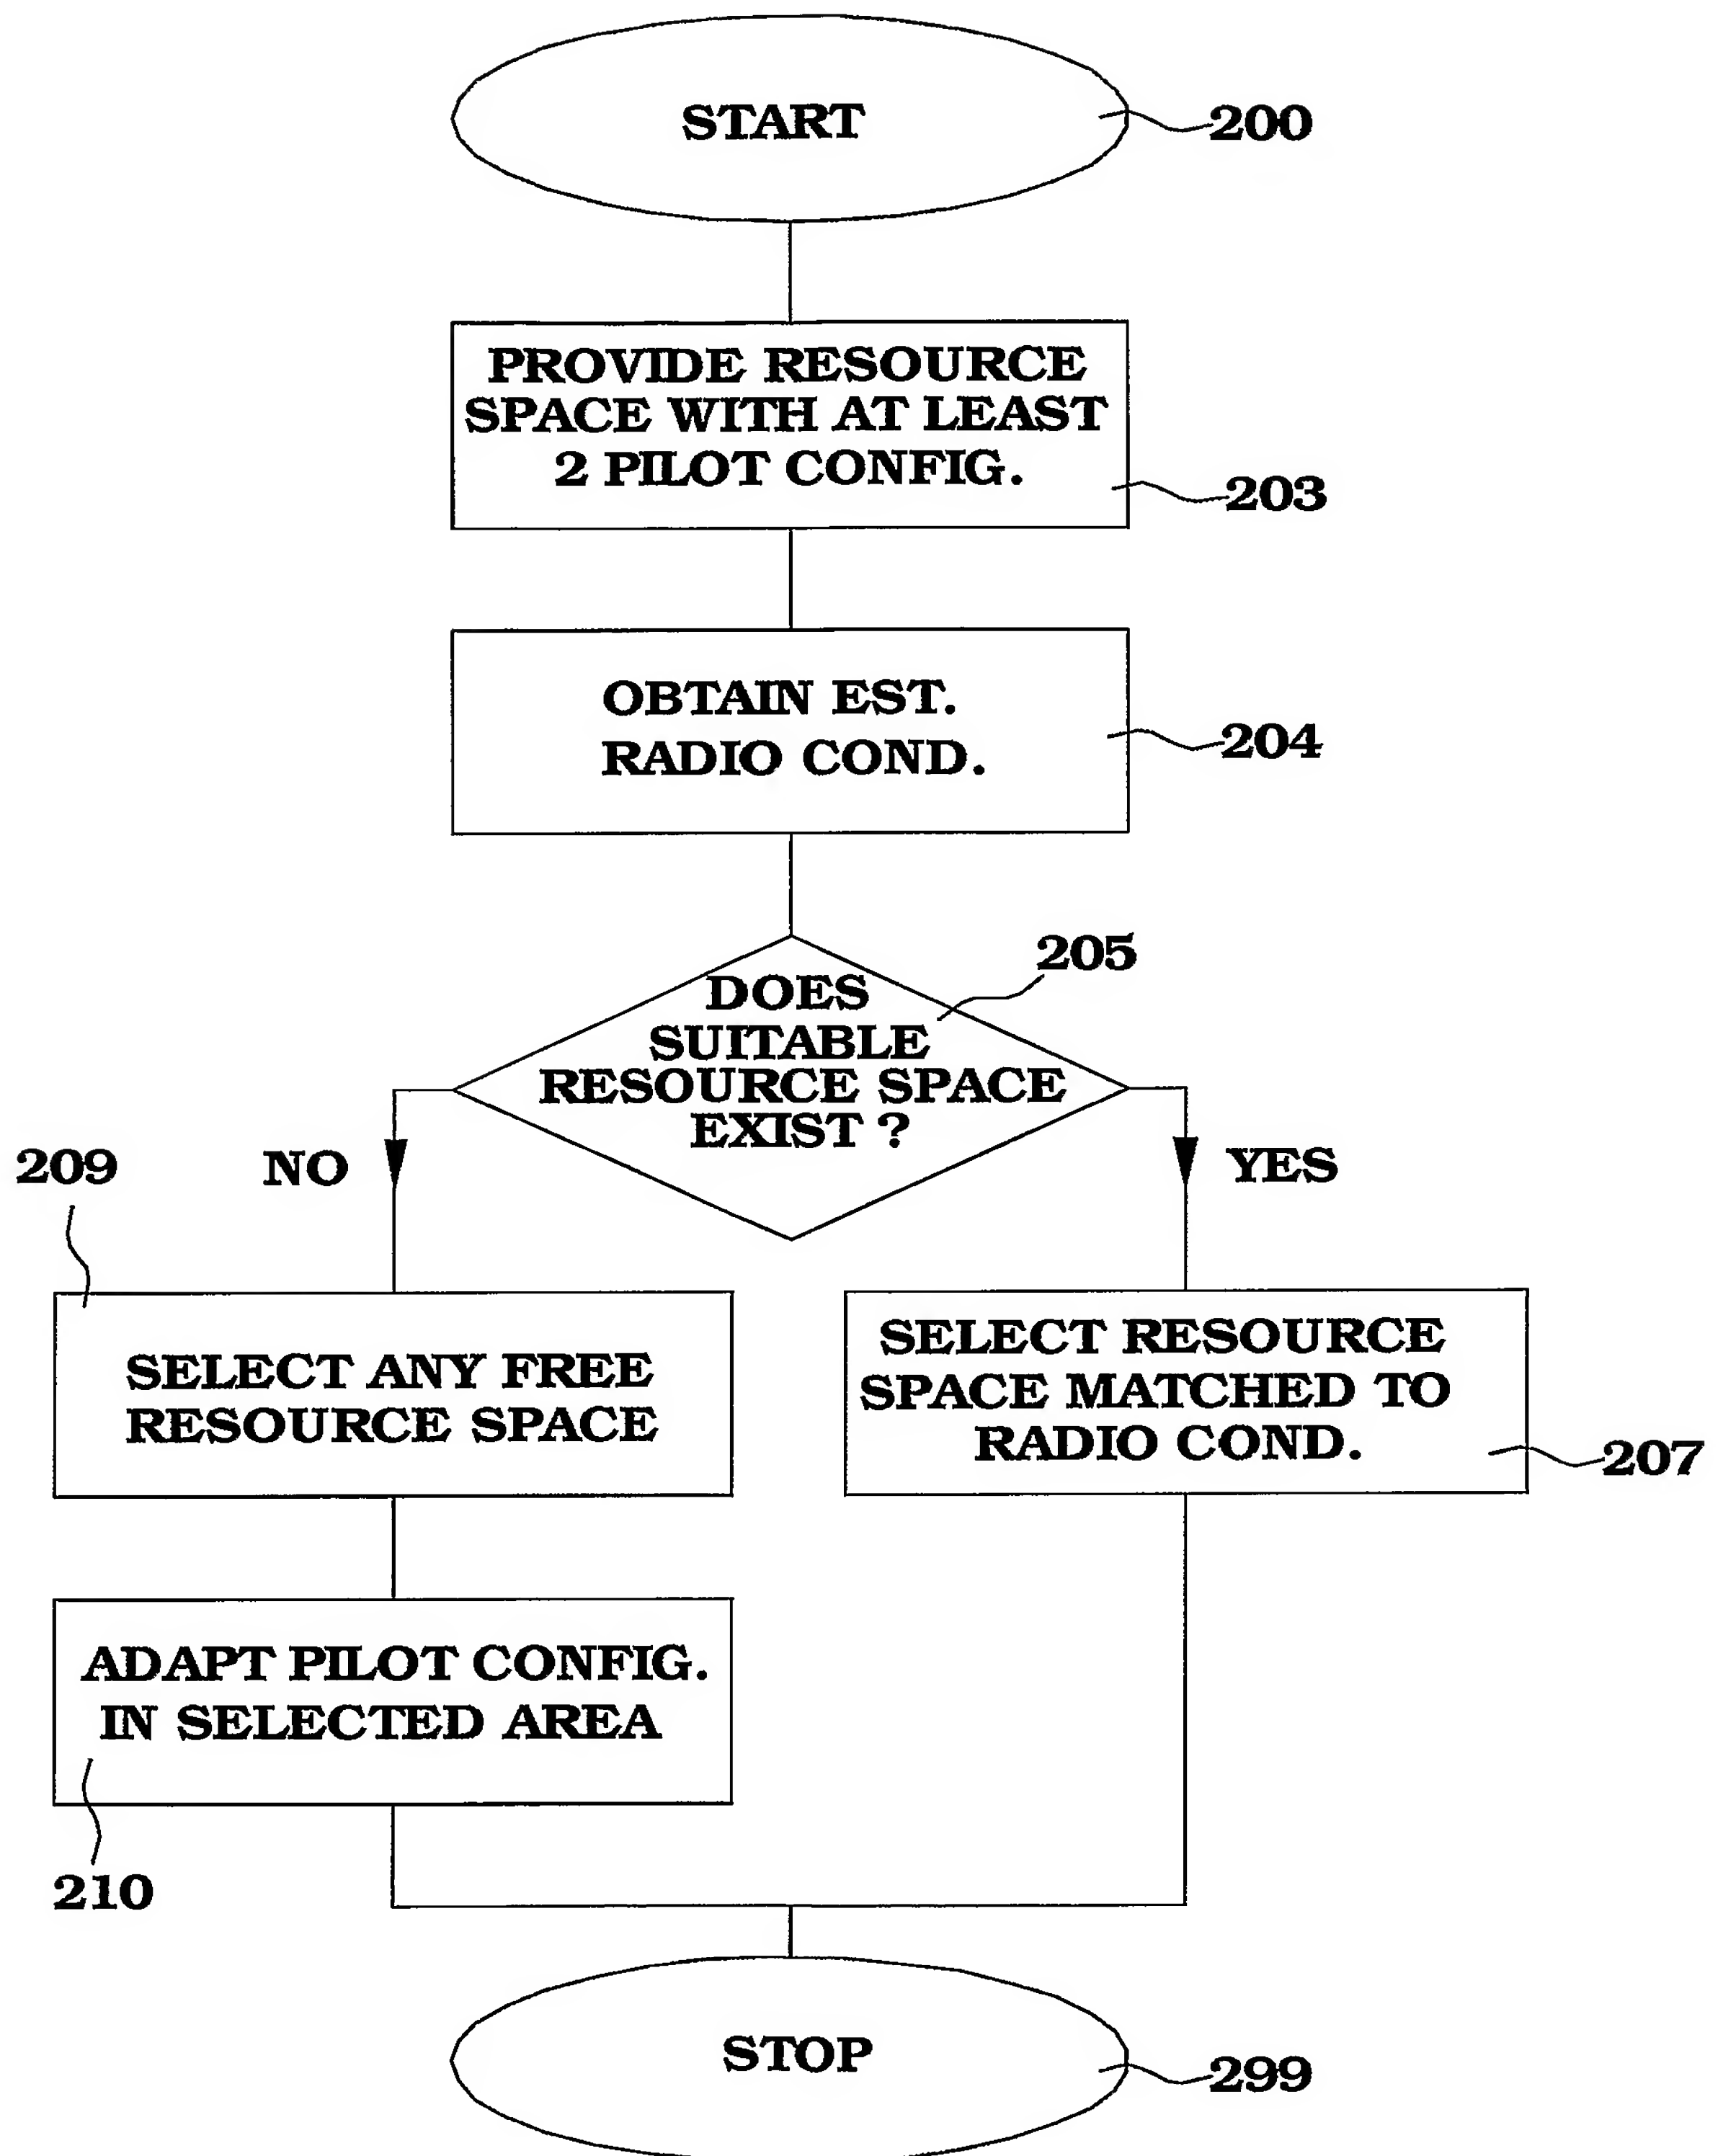 START
200
PROVIDE RESOURCE
SPACE WITH AT LEAST
2 PILOT CONFIG.
203
OBTAIN EST.
RADIO COND.
204
205
DOES
SUITABLE
RESOURCE SPACE
EXIST ?
209
NO
YES
SELECT ANY FREE
RESOURCE SPACE
SELECT RESOURCE
SPACE MATCHED TO
RADIO COND.
207
ADAPT PILOT CONFIG.
IN SELECTED AREA
210
STOP
299